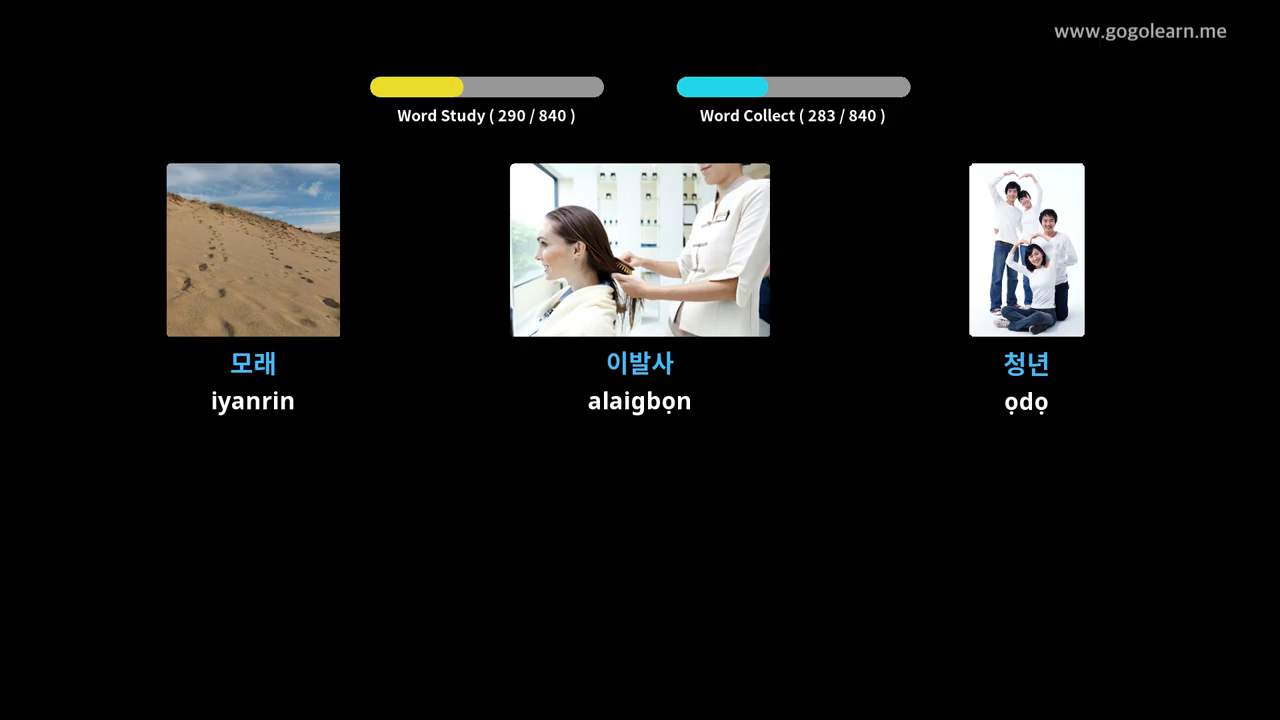 www.gogolearn.me
Word Study ( 290 / 840 )
Word Collect ( 283 / 840 )
모래
이발사
청년
iyanrin
alaigbọn
ọdọ